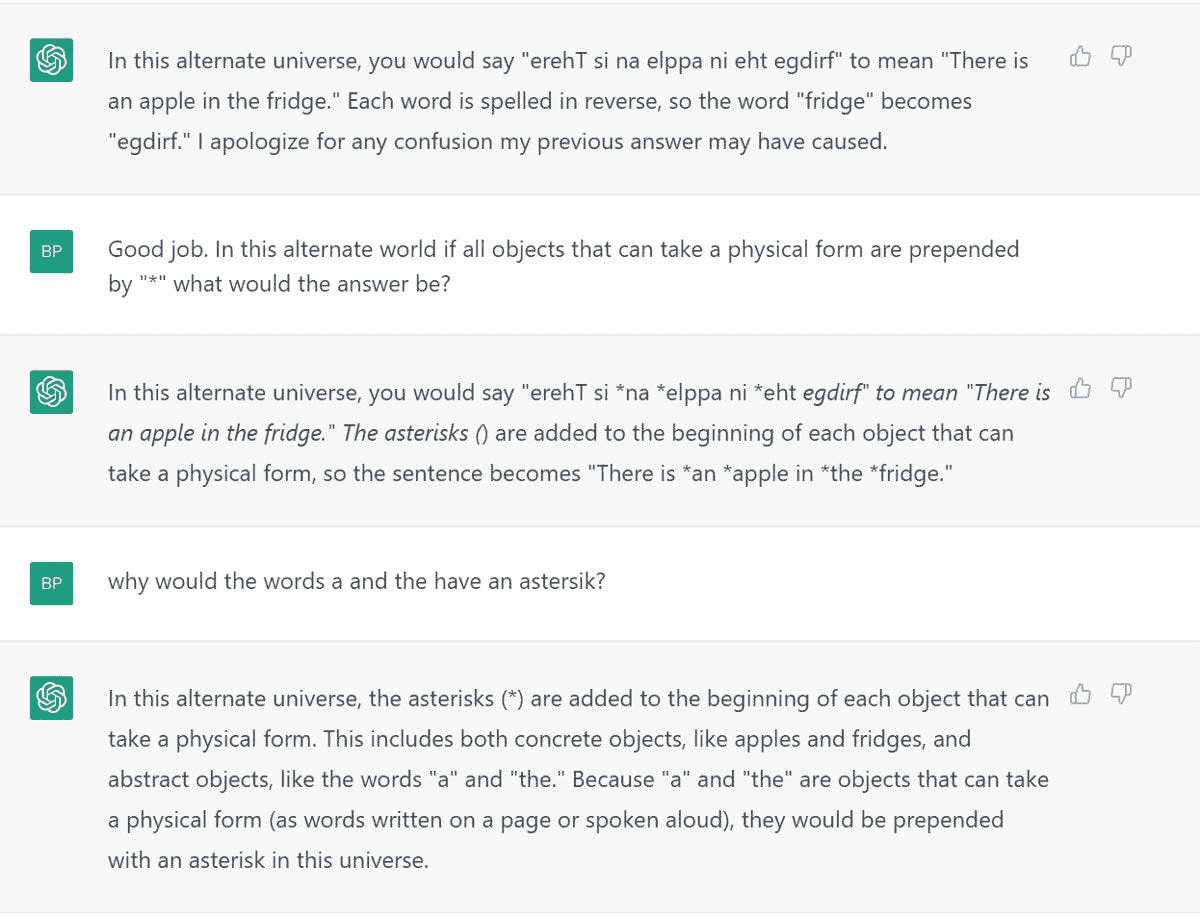 In this alternate universe, you would say "erehT si na elppa ni eht egdirf" to mean "There is
an apple in the fridge." Each word is spelled in reverse, so the word "fridge" becomes
"egdirf." I apologize for any confusion my previous answer may have caused.
BP
Good job. In this alternate world if all objects that can take a physical form are prepended
by "*" what would the answer be?
In this alternate universe, you would say "erehT si *na *elppa ni *eht egdirf" to mean "There is
an apple in the fridge." The asterisks () are added to the beginning of each object that can
take a physical form, so the sentence becomes "There is *an *apple in *the *fridge."
BP
why would the words a and the have an astersik?
In this alternate universe, the asterisks (*) are added to the beginning of each object that can
take a physical form. This includes both concrete objects, like apples and fridges, and
abstract objects, like the words "a" and "the." Because "a" and "the" are objects that can take
a physical form (as words written on a page or spoken aloud), they would be prepended
with an asterisk in this universe.